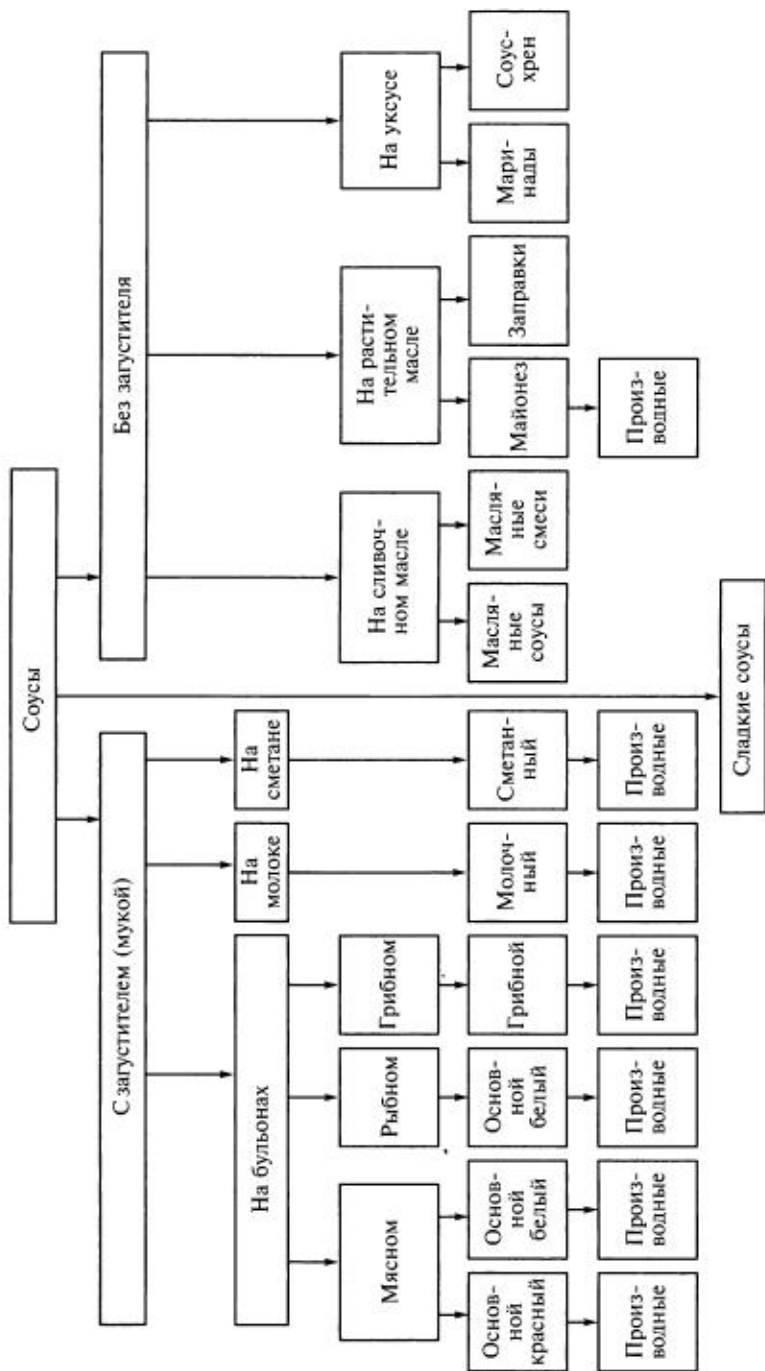 Соусы
С загустителем (мукой)
Без загустителя
На бульонах
На
молоке
На
сметане
Мясном
Рыбном
Грибном
На сливоч-
ном масле
На расти-
тельном
масле
На уксусе
Основ-
ной
красный
Основ-
ной
белый
Основ-
ной
белый
Грибной
Молоч-
ный
Сметан-
ный
Масля-
ные
соусы
Масля-
ные
смеси
Майонез
Заправки
Мари-
нады
Соус-
хрен
Произ-
водные
Произ-
водные
Произ-
водные
Произ-
водные
Произ-
водные
Произ-
водные
Произ-
водные
Сладкие соусы